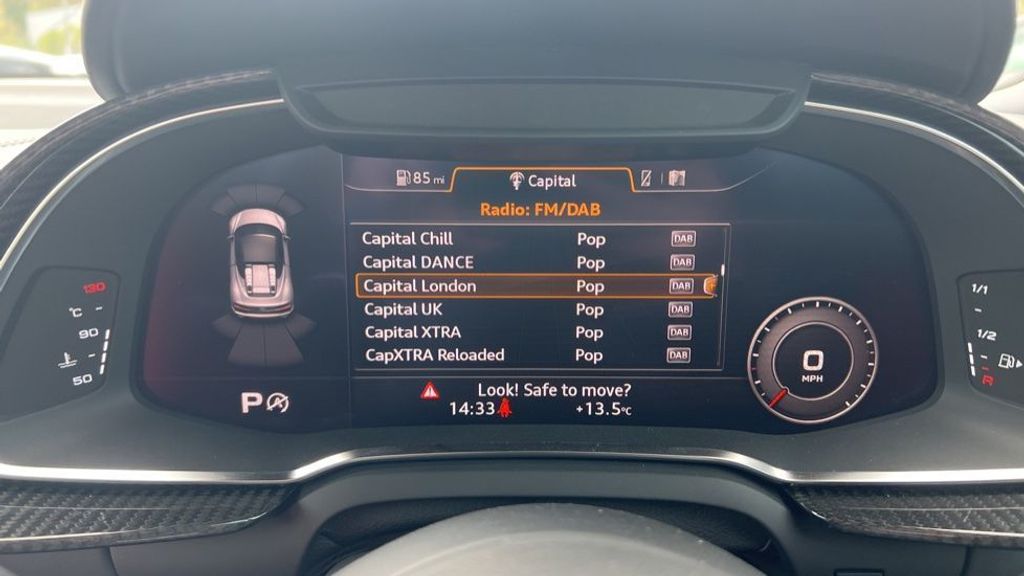 85 mi Capital
Radio: FM/DAB
Capital Chill Pop DAB
Capital DANCE Pop DAB
Capital London Pop DAB
Capital UK Pop DAB
Capital XTRA Pop DAB
CapXTRA Reloaded Pop DAB
Look! Safe to move?
14:33 +13.5°C
130
°C
90
50
P A
0
MPH
1/1
1/2
R